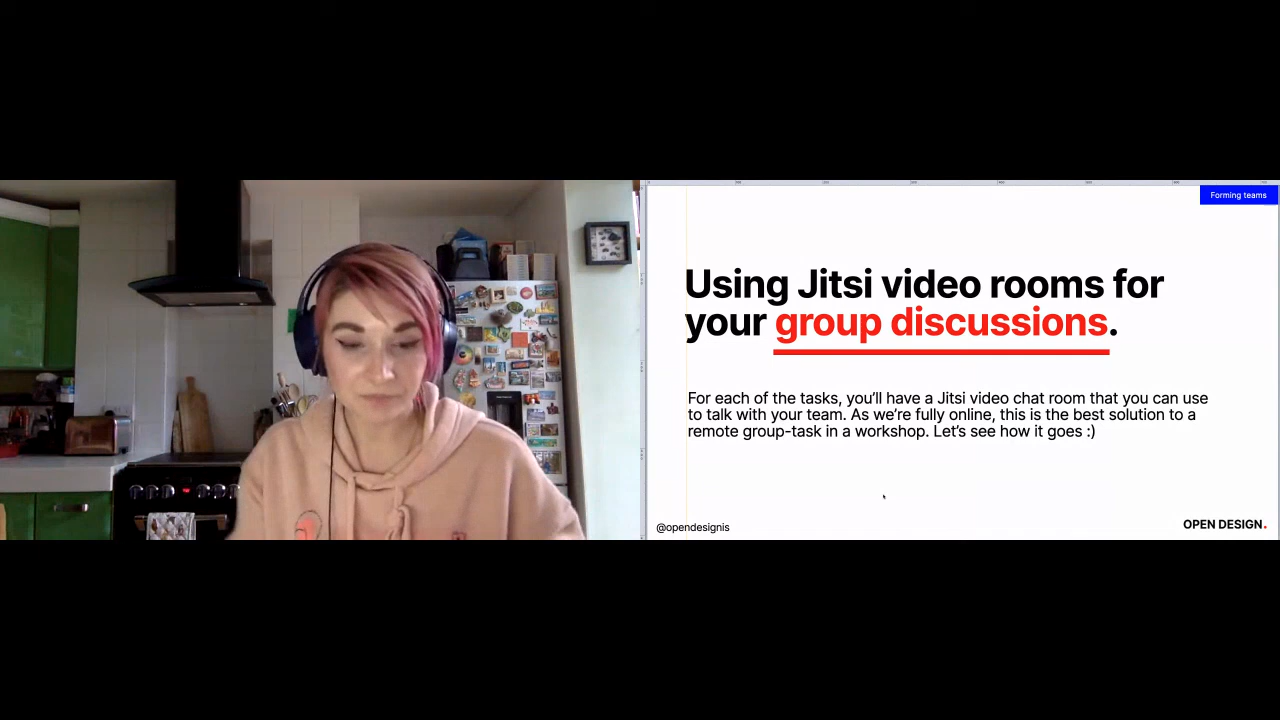 Forming teams
Using Jitsi video rooms for
your group discussions.
For each of the tasks, you’ll have a Jitsi video chat room that you can use
to talk with your team. As we’re fully online, this is the best solution to a
remote group-task in a workshop. Let’s see how it goes :)
@opendesignis
OPEN DESIGN.